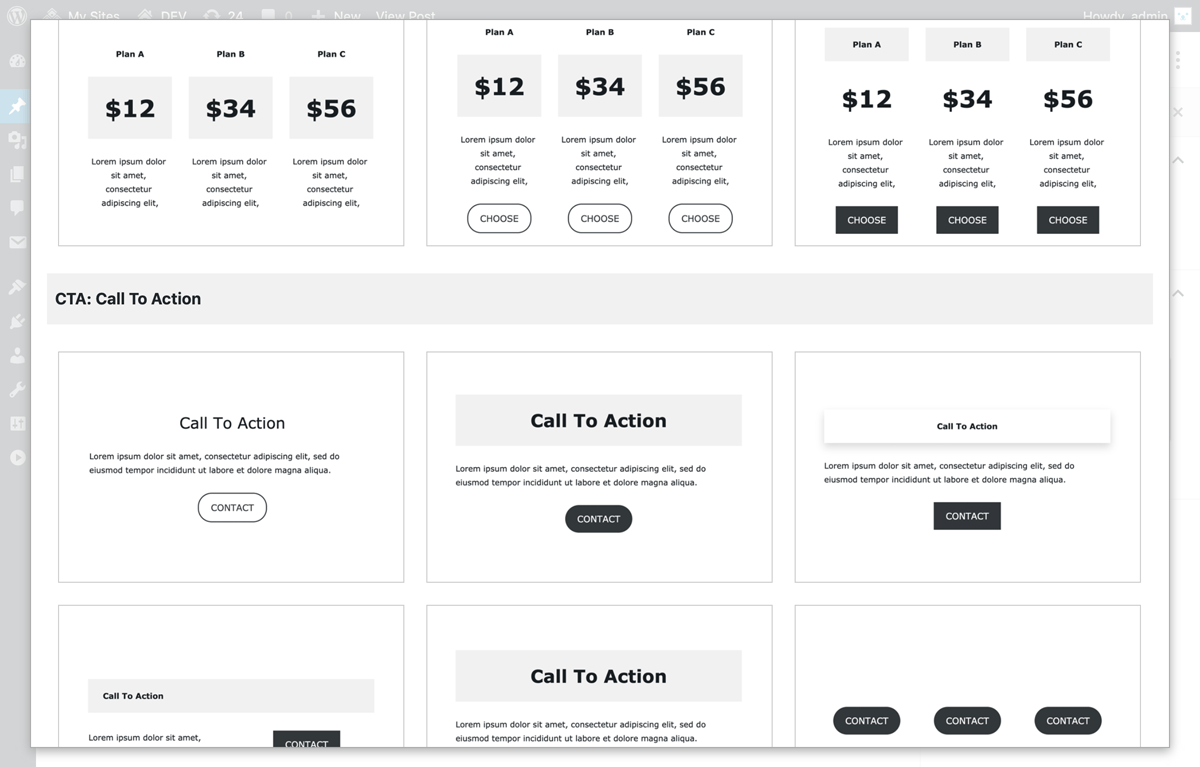 My Sites DEV 24 0 New View Post Howdy, admin
Plan A Plan B Plan C
$12 $34 $56
Lorem ipsum dolor Lorem ipsum dolor Lorem ipsum dolor
sit amet, sit amet, sit amet,
consectetur consectetur consectetur
adipiscing elit, adipiscing elit, adipiscing elit,
Plan A Plan B Plan C
$12 $34 $56
Lorem ipsum dolor Lorem ipsum dolor Lorem ipsum dolor
sit amet, sit amet, sit amet,
consectetur consectetur consectetur
adipiscing elit, adipiscing elit, adipiscing elit,
CHOOSE CHOOSE CHOOSE
Plan A Plan B Plan C
$12 $34 $56
Lorem ipsum dolor Lorem ipsum dolor Lorem ipsum dolor
sit amet, sit amet, sit amet,
consectetur consectetur consectetur
adipiscing elit, adipiscing elit, adipiscing elit,
CHOOSE CHOOSE CHOOSE
CTA: Call To Action
Call To Action
Lorem ipsum dolor sit amet, consectetur adipiscing elit, sed do
eiusmod tempor incididunt ut labore et dolore magna aliqua.
CONTACT
Call To Action
Lorem ipsum dolor sit amet, consectetur adipiscing elit, sed do
eiusmod tempor incididunt ut labore et dolore magna aliqua.
CONTACT
Call To Action
Lorem ipsum dolor sit amet, consectetur adipiscing elit, sed do
eiusmod tempor incididunt ut labore et dolore magna aliqua.
CONTACT
Call To Action
Lorem ipsum dolor sit amet,
CONTACT
Call To Action
Lorem ipsum dolor sit amet, consectetur adipiscing elit, sed do
eiusmod tempor incididunt ut labore et dolore magna aliqua.
CONTACT CONTACT CONTACT